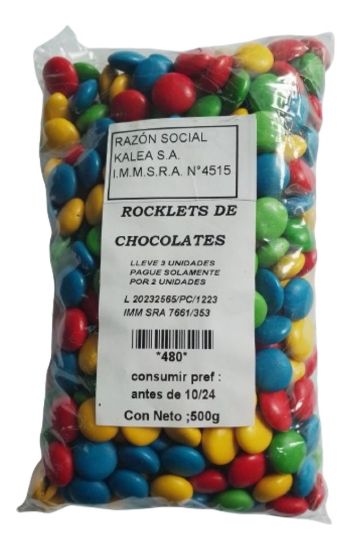 RAZÓN SOCIAL
KALEA S.A.
I.M.M.S.R.A. N°4515
ROCKLETS DE
CHOCOLATES
LLEVE 3 UNIDADES
PAGUE SOLAMENTE
POR 2 UNIDADES
L 20232565/PC/1223
IMM SRA 7661/353
*480*
consumir pref :
antes de 10/24
Con Neto ;500g